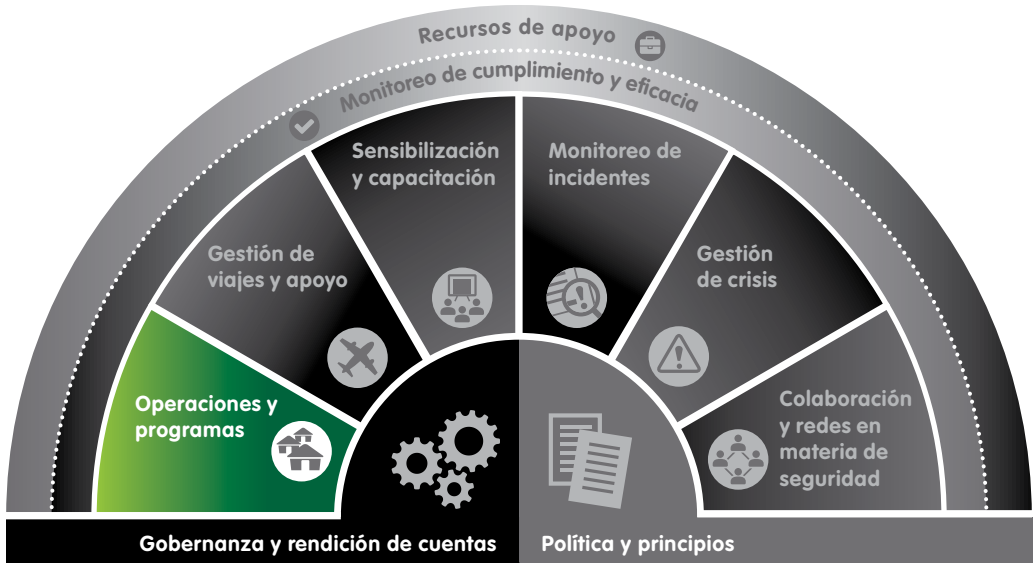 Recursos de apoyo
Monitoreo de cumplimiento y eficacia
Sensibilización
y capacitación
Monitoreo de
incidentes
Gestión de
viajes y apoyo
Gestión
de crisis
Operaciones y
programas
Colaboración
y redes en
materia de
seguridad
Gobernanza y rendición de cuentas
Política y principios